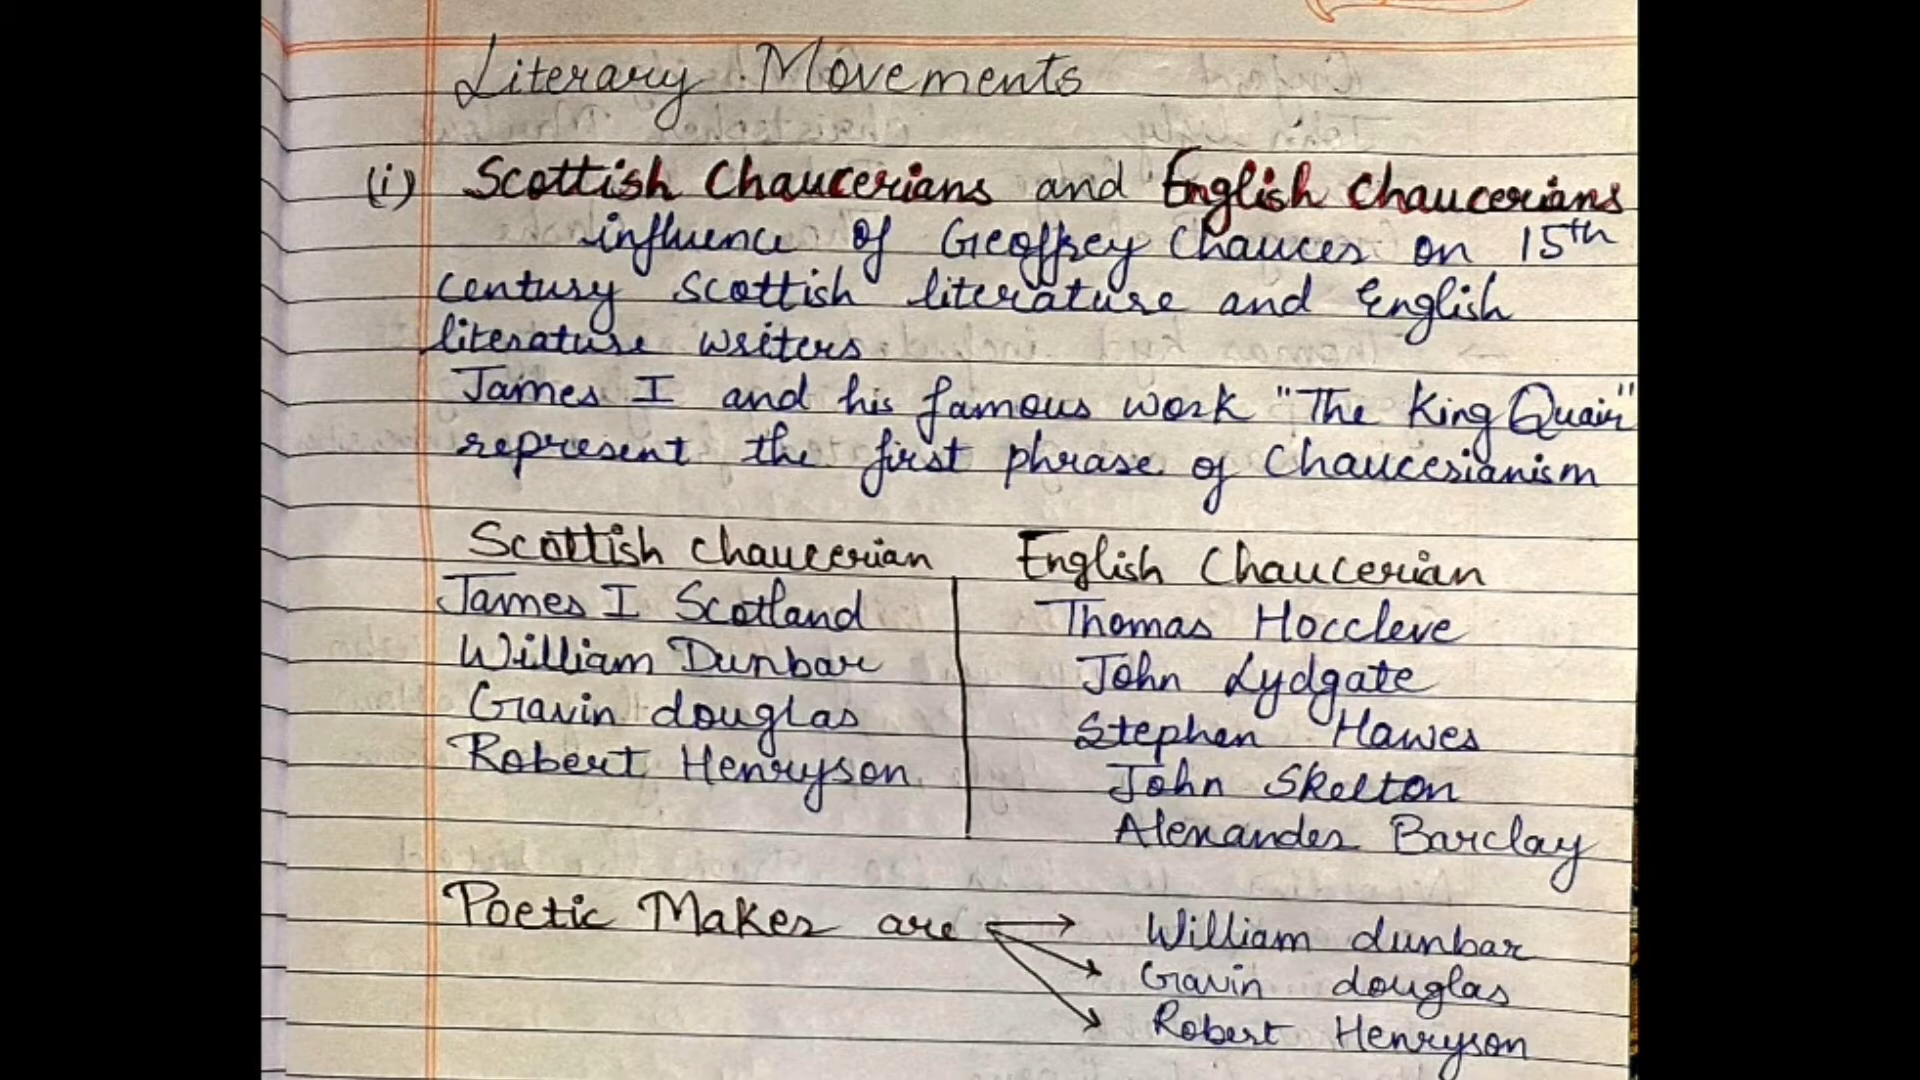 Literary Movements
(i) Scottish Chaucerians and English Chaucerians
influence of Geoffrey Chaucer on 15th
century Scottish literature and English
literature writers
James I and his famous work "The King Quair"
represent the first phrase of Chaucerianism
Scottish Chaucerian
James I Scotland
William Dunbar
Gavin douglas
Robert Henryson
English Chaucerian
Thomas Hoccleve
John Lydgate
Stephen Hawes
John Skelton
Alexander Barclay
Poetic Maker are
William dunbar
Gavin douglas
Robert Henryson